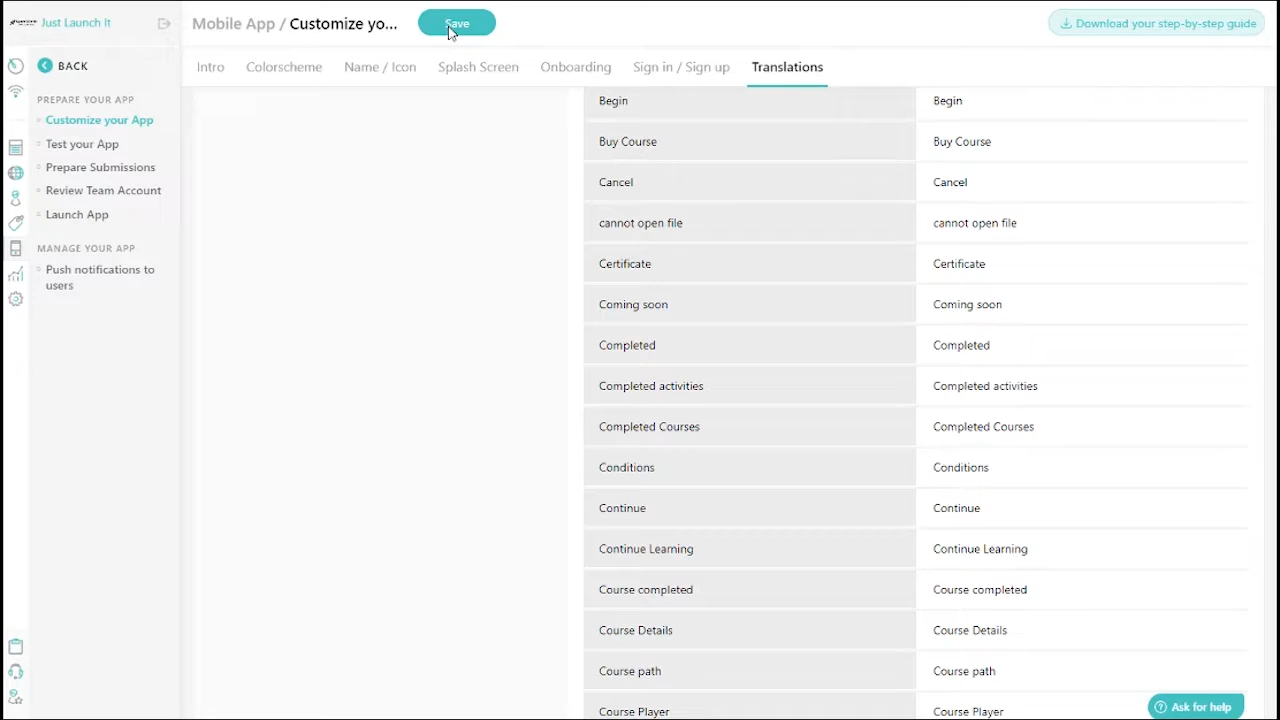 Just Launch It
Mobile App / Customize yo...
Save
Download your step-by-step guide
BACK
PREPARE YOUR APP
Customize your App
Test your App
Prepare Submissions
Review Team Account
Launch App
MANAGE YOUR APP
Push notifications to
users
Intro Colorscheme Name / Icon Splash Screen Onboarding Sign in / Sign up Translations
Begin Begin
Buy Course Buy Course
Cancel Cancel
cannot open file cannot open file
Certificate Certificate
Coming soon Coming soon
Completed Completed
Completed activities Completed activities
Completed Courses Completed Courses
Conditions Conditions
Continue Continue
Continue Learning Continue Learning
Course completed Course completed
Course Details Course Details
Course path Course path
Course Player Course Player
Ask for help